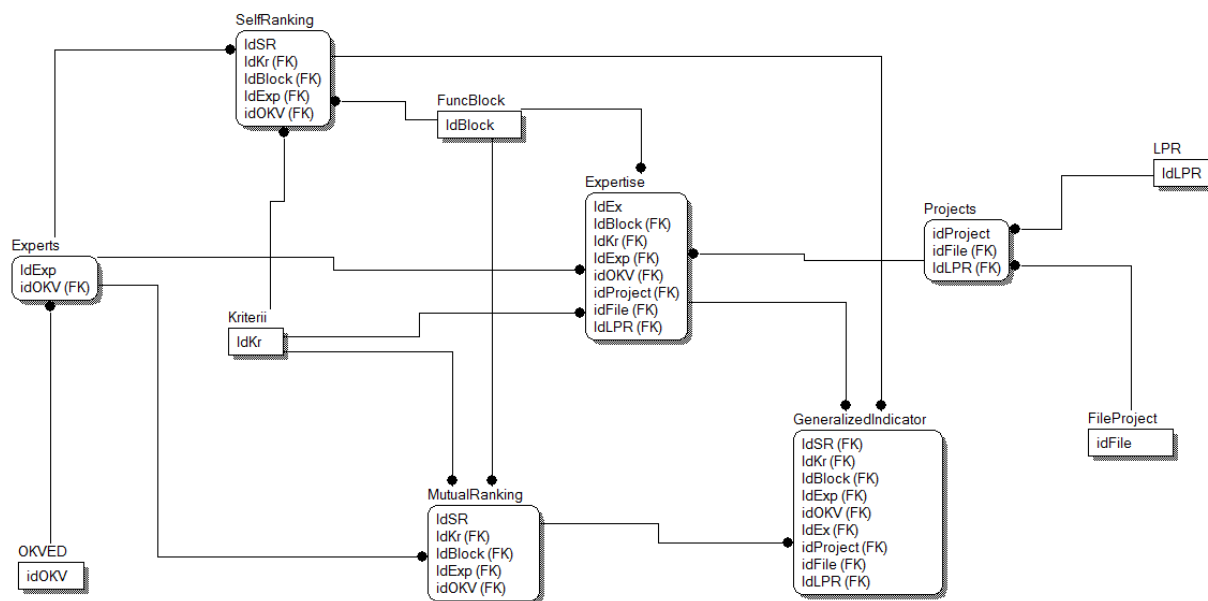 SelfRanking
IdSR
IdKr (FK)
IdBlock (FK)
IdExp (FK)
idOKV (FK)
FuncBlock
IdBlock
LPR
IdLPR
Expertise
IdEx
IdBlock (FK)
IdKr (FK)
IdExp (FK)
idOKV (FK)
idProject (FK)
idFile (FK)
IdLPR (FK)
Projects
idProject
idFile (FK)
IdLPR (FK)
Experts
IdExp
idOKV (FK)
Kriterii
IdKr
GeneralizedIndicator
IdSR (FK)
IdKr (FK)
IdBlock (FK)
IdExp (FK)
idOKV (FK)
IdEx (FK)
idProject (FK)
idFile (FK)
IdLPR (FK)
FileProject
idFile
MutualRanking
IdSR
IdKr (FK)
IdBlock (FK)
IdExp (FK)
idOKV (FK)
OKVED
idOKV